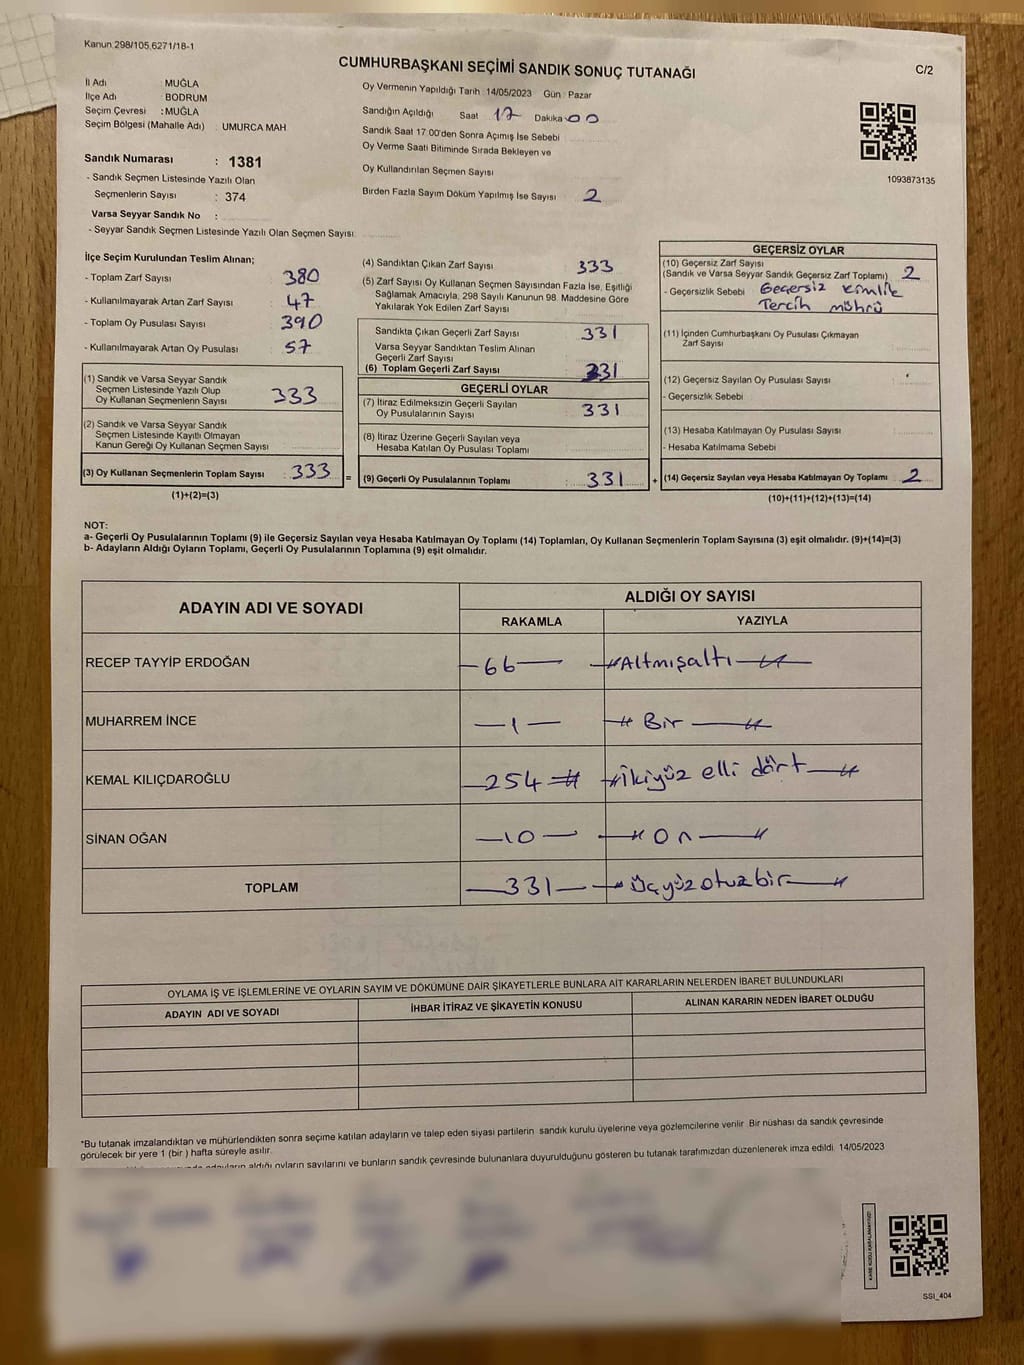 Kanun 298/105,6271/18-1
CUMHURBAŞKANI SEÇİMİ SANDIK SONUÇ TUTANAĞI
C/2
İl Adı : MUĞLA
İlçe Adı : BODRUM
Seçim Çevresi : MUĞLA
Seçim Bölgesi (Mahalle Adı) : UMURCA MAH
Sandık Numarası : 1381
- Sandık Seçmen Listesinde Yazılı Olan
Seçmenlerin Sayısı : 374
Varsa Seyyar Sandık No :
- Seyyar Sandık Seçmen Listesinde Yazılı Olan Seçmen Sayısı
Oy Vermenin Yapıldığı Tarih : 14/05/2023 Gün : Pazar
Sandığın Açıldığı Saat 17 Dakika 00
Sandık Saat 17:00'den Sonra Açımış İse Sebebi
Oy Verme Saati Bitiminde Sırada Bekleyen ve
Oy Kullandırılan Seçmen Sayısı
Birden Fazla Sayım Döküm Yapılmış İse Sayısı 2
1093873135
İlçe Seçim Kurulundan Teslim Alınan;
- Toplam Zarf Sayısı 380
- Kullanılmayarak Artan Zarf Sayısı : 47
- Toplam Oy Pusulası Sayısı 390
- Kullanılmayarak Artan Oy Pusulası : 57
(1) Sandık ve Varsa Seyyar Sandık
Seçmen Listesinde Yazılı Olup
Oy Kullanan Seçmenlerin Sayısı 333
(2) Sandık ve Varsa Seyyar Sandık
Seçmen Listesinde Kayıtlı Olmayan
Kanun Gereği Oy Kullanan Seçmen Sayısı
(3) Oy Kullanan Seçmenlerin Toplam Sayısı : 333 =
(1)+(2)=(3)
(4) Sandıktan Çıkan Zarf Sayısı 333
(5) Zarf Sayısı Oy Kullanan Seçmen Sayısından Fazla İse, Eşitliği
Sağlamak Amacıyla, 298 Sayılı Kanunun 98. Maddesine Göre
Yakılarak Yok Edilen Zarf Sayısı
Sandıkta Çıkan Geçerli Zarf Sayısı 331
Varsa Seyyar Sandıktan Teslim Alınan
Geçerli Zarf Sayısı
(6) Toplam Geçerli Zarf Sayısı 331
GEÇERLİ OYLAR
(7) İtiraz Edilmeksizin Geçerli Sayılan
Oy Pusulalarının Sayısı 331
(8) İtiraz Üzerine Geçerli Sayılan veya
Hesaba Katılan Oy Pusulası Toplamı
(9) Geçerli Oy Pusulalarının Toplamı : 331 +
GEÇERSİZ OYLAR
(10) Geçersiz Zarf Sayısı
(Sandık ve Varsa Seyyar Sandık Geçersiz Zarf Toplamı) 2
- Geçersizlik Sebebi Geçersiz Kimlik
Tercih mührü
(11) İçinden Cumhurbaşkanı Oy Pusulası Çıkmayan
Zarf Sayısı
(12) Geçersiz Sayılan Oy Pusulası Sayısı
- Geçersizlik Sebebi
(13) Hesaba Katılmayan Oy Pusulası Sayısı
- Hesaba Katılmama Sebebi
(14) Geçersiz Sayılan veya Hesaba Katılmayan Oy Toplamı 2
(10)+(11)+(12)+(13)=(14)
NOT:
a- Geçerli Oy Pusulalarının Toplamı (9) ile Geçersiz Sayılan veya Hesaba Katılmayan Oy Toplamı (14) Toplamları, Oy Kullanan Seçmenlerin Toplam Sayısına (3) eşit olmalıdır. (9)+(14)=(3)
b- Adayların Aldığı Oyların Toplamı, Geçerli Oy Pusulalarının Toplamına (9) eşit olmalıdır.
ADAYIN ADI VE SOYADI
ALDIĞI OY SAYISI
RAKAMLA YAZIYLA
RECEP TAYYİP ERDOĞAN 66 Altmışaltı
MUHARREM İNCE 1 Bir
KEMAL KILIÇDAROĞLU 254 ikiyüz elli dört
SİNAN OĞAN 10 On
TOPLAM 331 Üçyüzotuzbir
OYLAMA İŞ VE İŞLEMLERİNE VE OYLARIN SAYIM VE DÖKÜMÜNE DAİR ŞİKAYETLERLE BUNLARA AİT KARARLARIN NELERDEN İBARET BULUNDUKLARI
ADAYIN ADI VE SOYADI İHBAR İTİRAZ VE ŞİKAYETİN KONUSU ALINAN KARARIN NEDEN İBARET OLDUĞU
*Bu tutanak imzalandıktan ve mühürlendikten sonra seçime katılan adayların ve talep eden siyasi partilerin sandık kurulu üyelerine veya gözlemcilerine verilir. Bir nüshası da sandık çevresinde
görülecek bir yere 1 (bir ) hafta süreyle asılır.
adayların aldığı oyların sayılarını ve bunların sandık çevresinde bulunanlara duyurulduğunu gösteren bu tutanak tarafımızdan düzenlenerek imza edildi. 14/05/2023
SSI_404